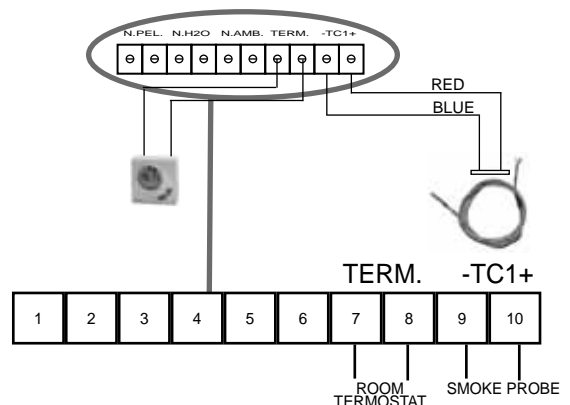 N.PEL. N.H2O N.AMB. TERM. -TC1+
RED
BLUE
TERM. -TC1+
1 2 3 4 5 6 7 8 9 10
ROOM SMOKE PROBE
TERMOSTAT